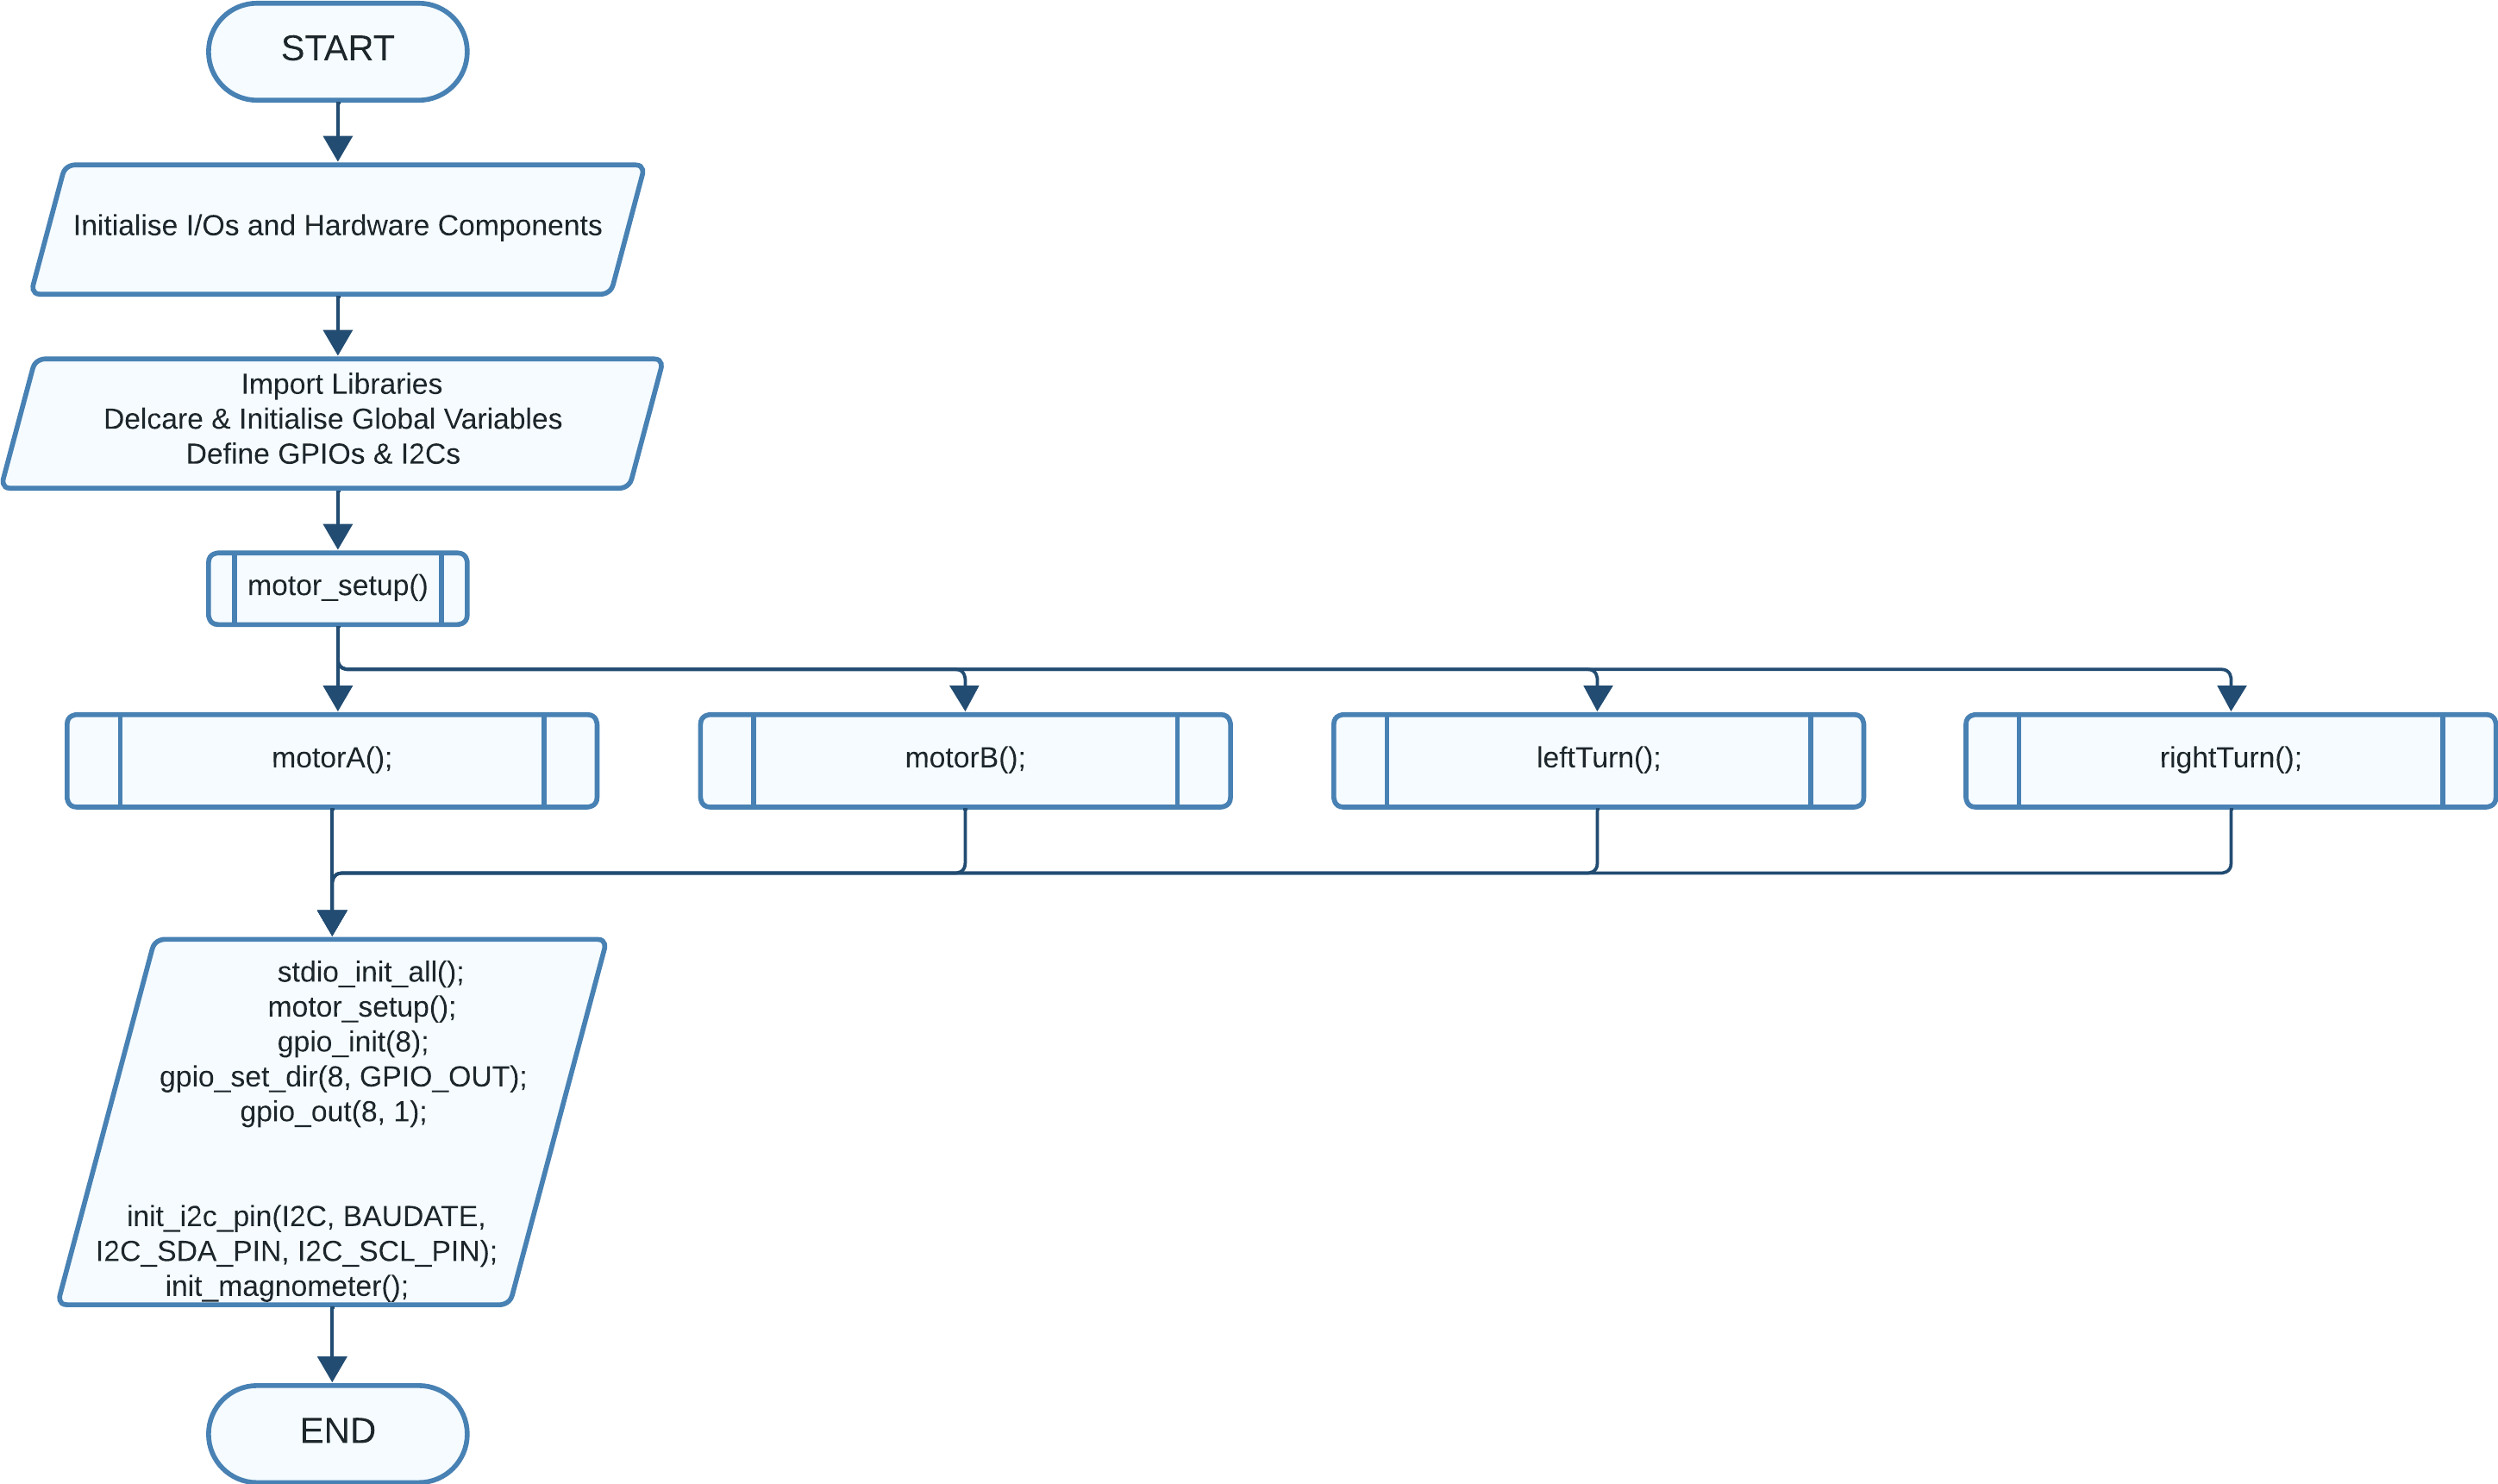 START
Initialise I/Os and Hardware Components
Import Libraries
Delcare & Initialise Global Variables
Define GPIOs & I2Cs
motor_setup()
motorA();
motorB();
leftTurn();
rightTurn();
stdio_init_all();
motor_setup();
gpio_init(8);
gpio_set_dir(8, GPIO_OUT);
gpio_out(8, 1);
init_i2c_pin(I2C, BAUDATE,
I2C_SDA_PIN, I2C_SCL_PIN);
init_magnometer();
END